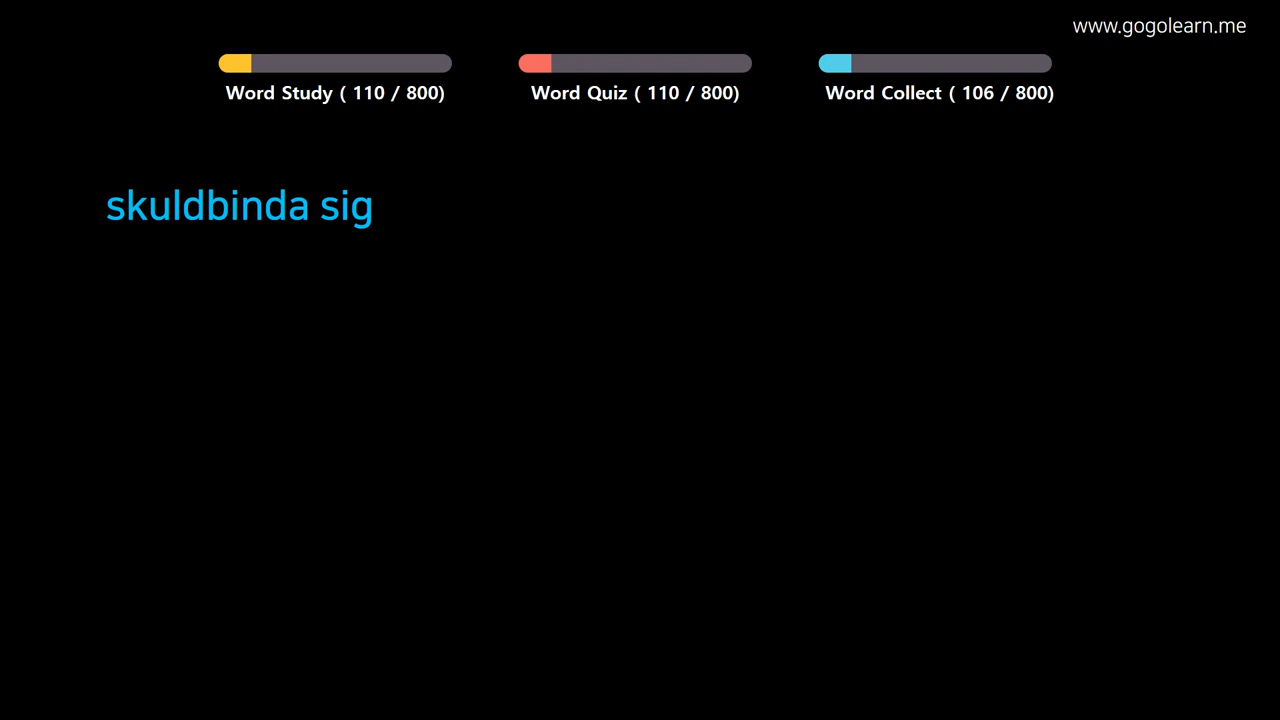 www.gogolearn.me
Word Study ( 110 / 800)
Word Quiz ( 110 / 800)
Word Collect ( 106 / 800)
skuldbinda sig